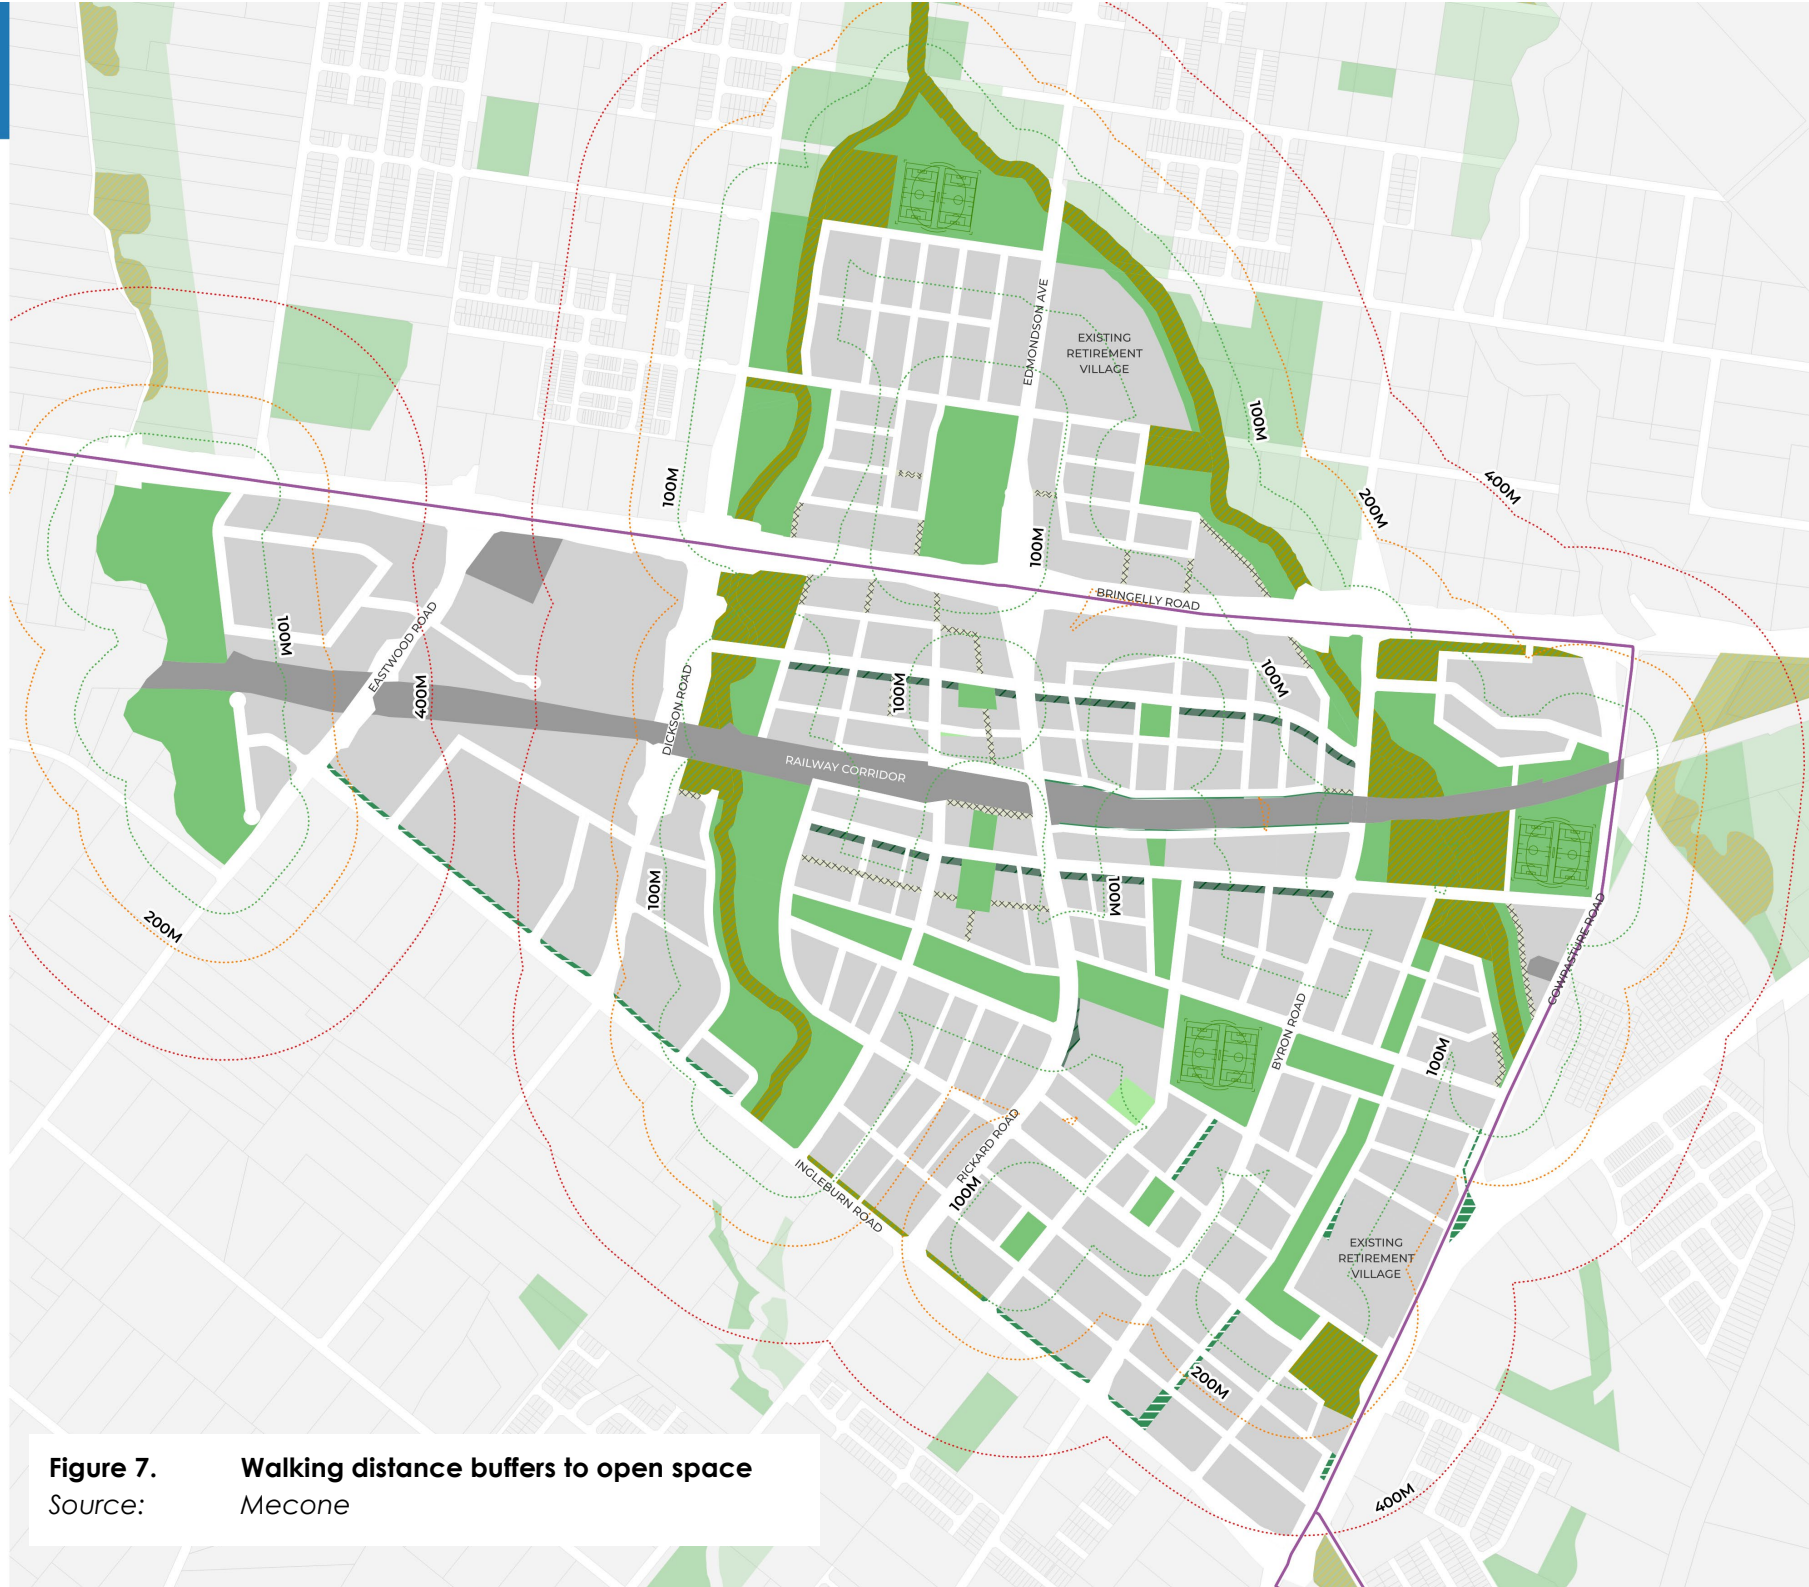 EDMONDSON AVE
EXISTING
RETIREMENT
VILLAGE
100M
100M
400M
200M
100M
BRINGELLY ROAD
100M
EASTWOOD ROAD
400M
DICKSON ROAD
100M
100M
RAILWAY CORRIDOR
100M
100M
200M
COWPASTURE ROAD
BYRON ROAD
100M
RICKARD ROAD
100M
INGLEBURN ROAD
EXISTING
RETIREMENT
VILLAGE
200M
400M
Figure 7. Walking distance buffers to open space
Source: Mecone